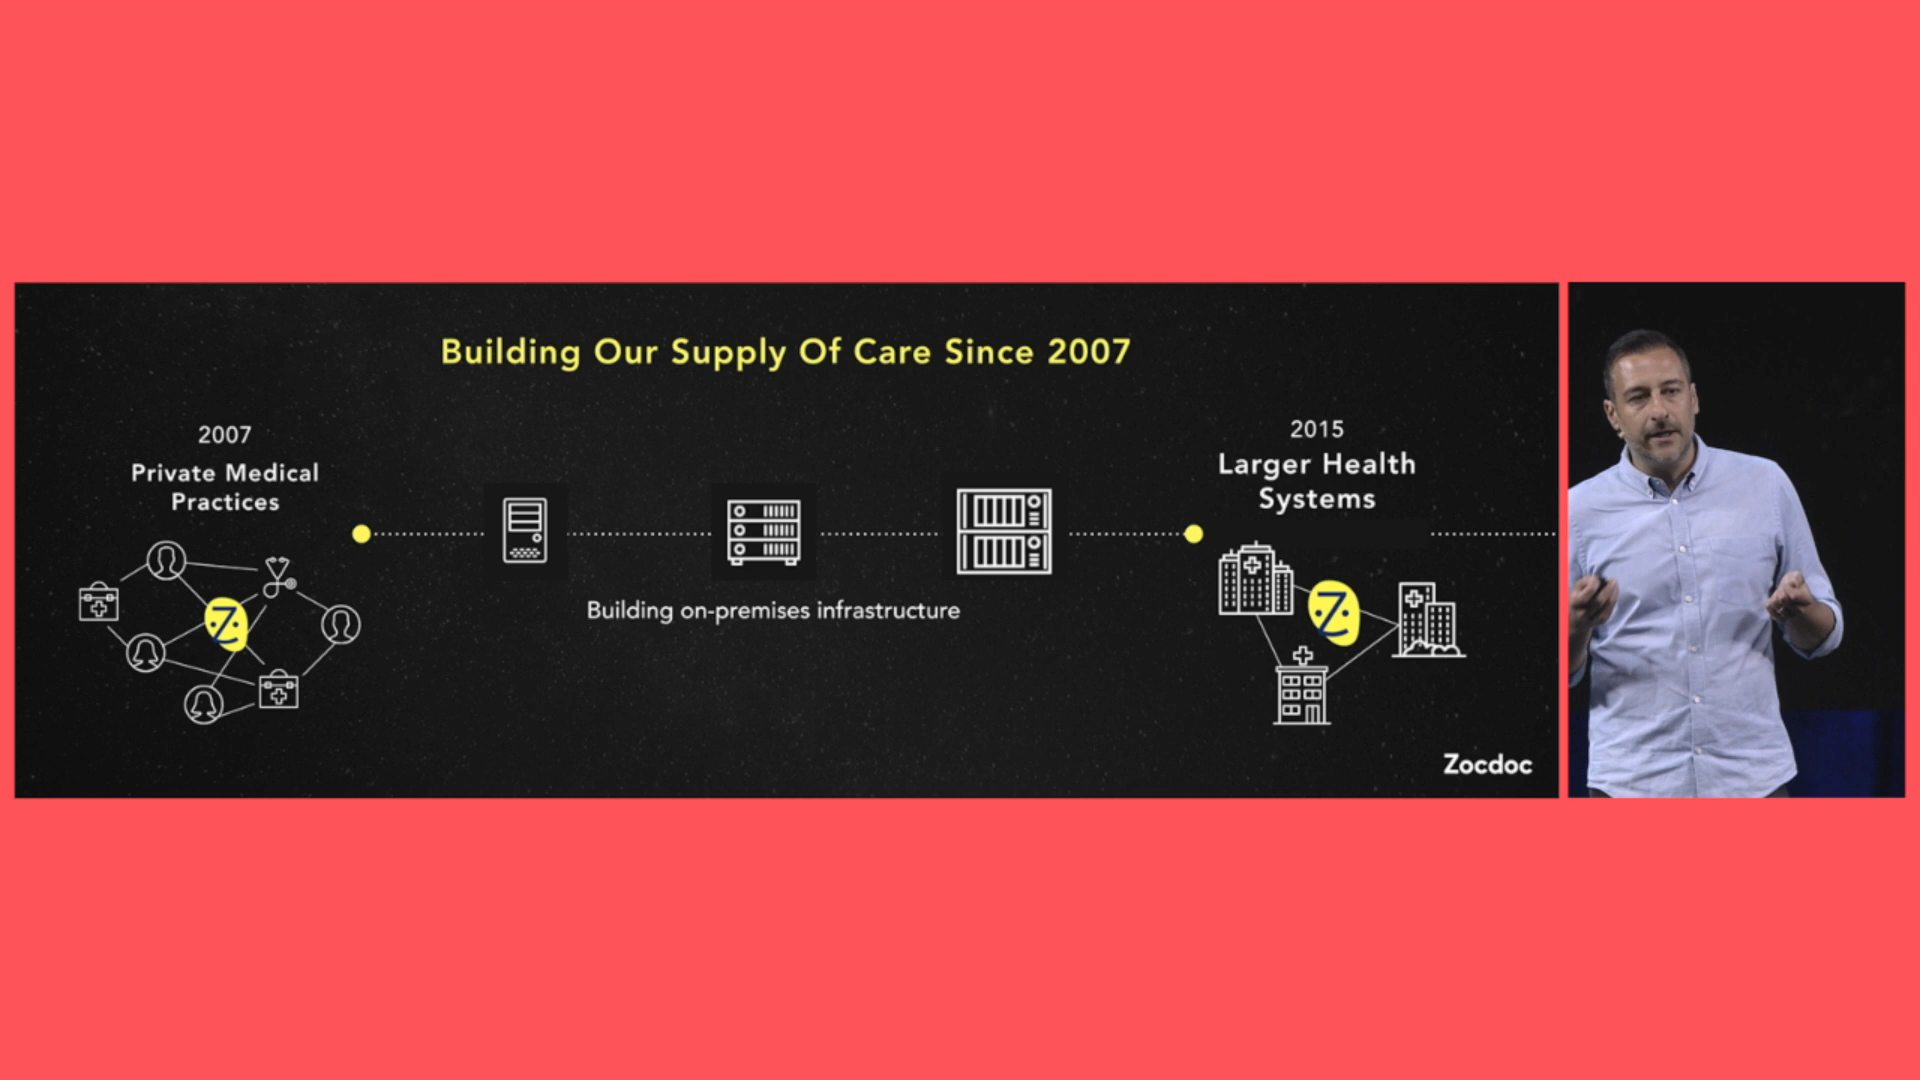 Building Our Supply Of Care Since 2007
2007
Private Medical
Practices
Building on-premises infrastructure
2015
Larger Health
Systems
Zocdoc